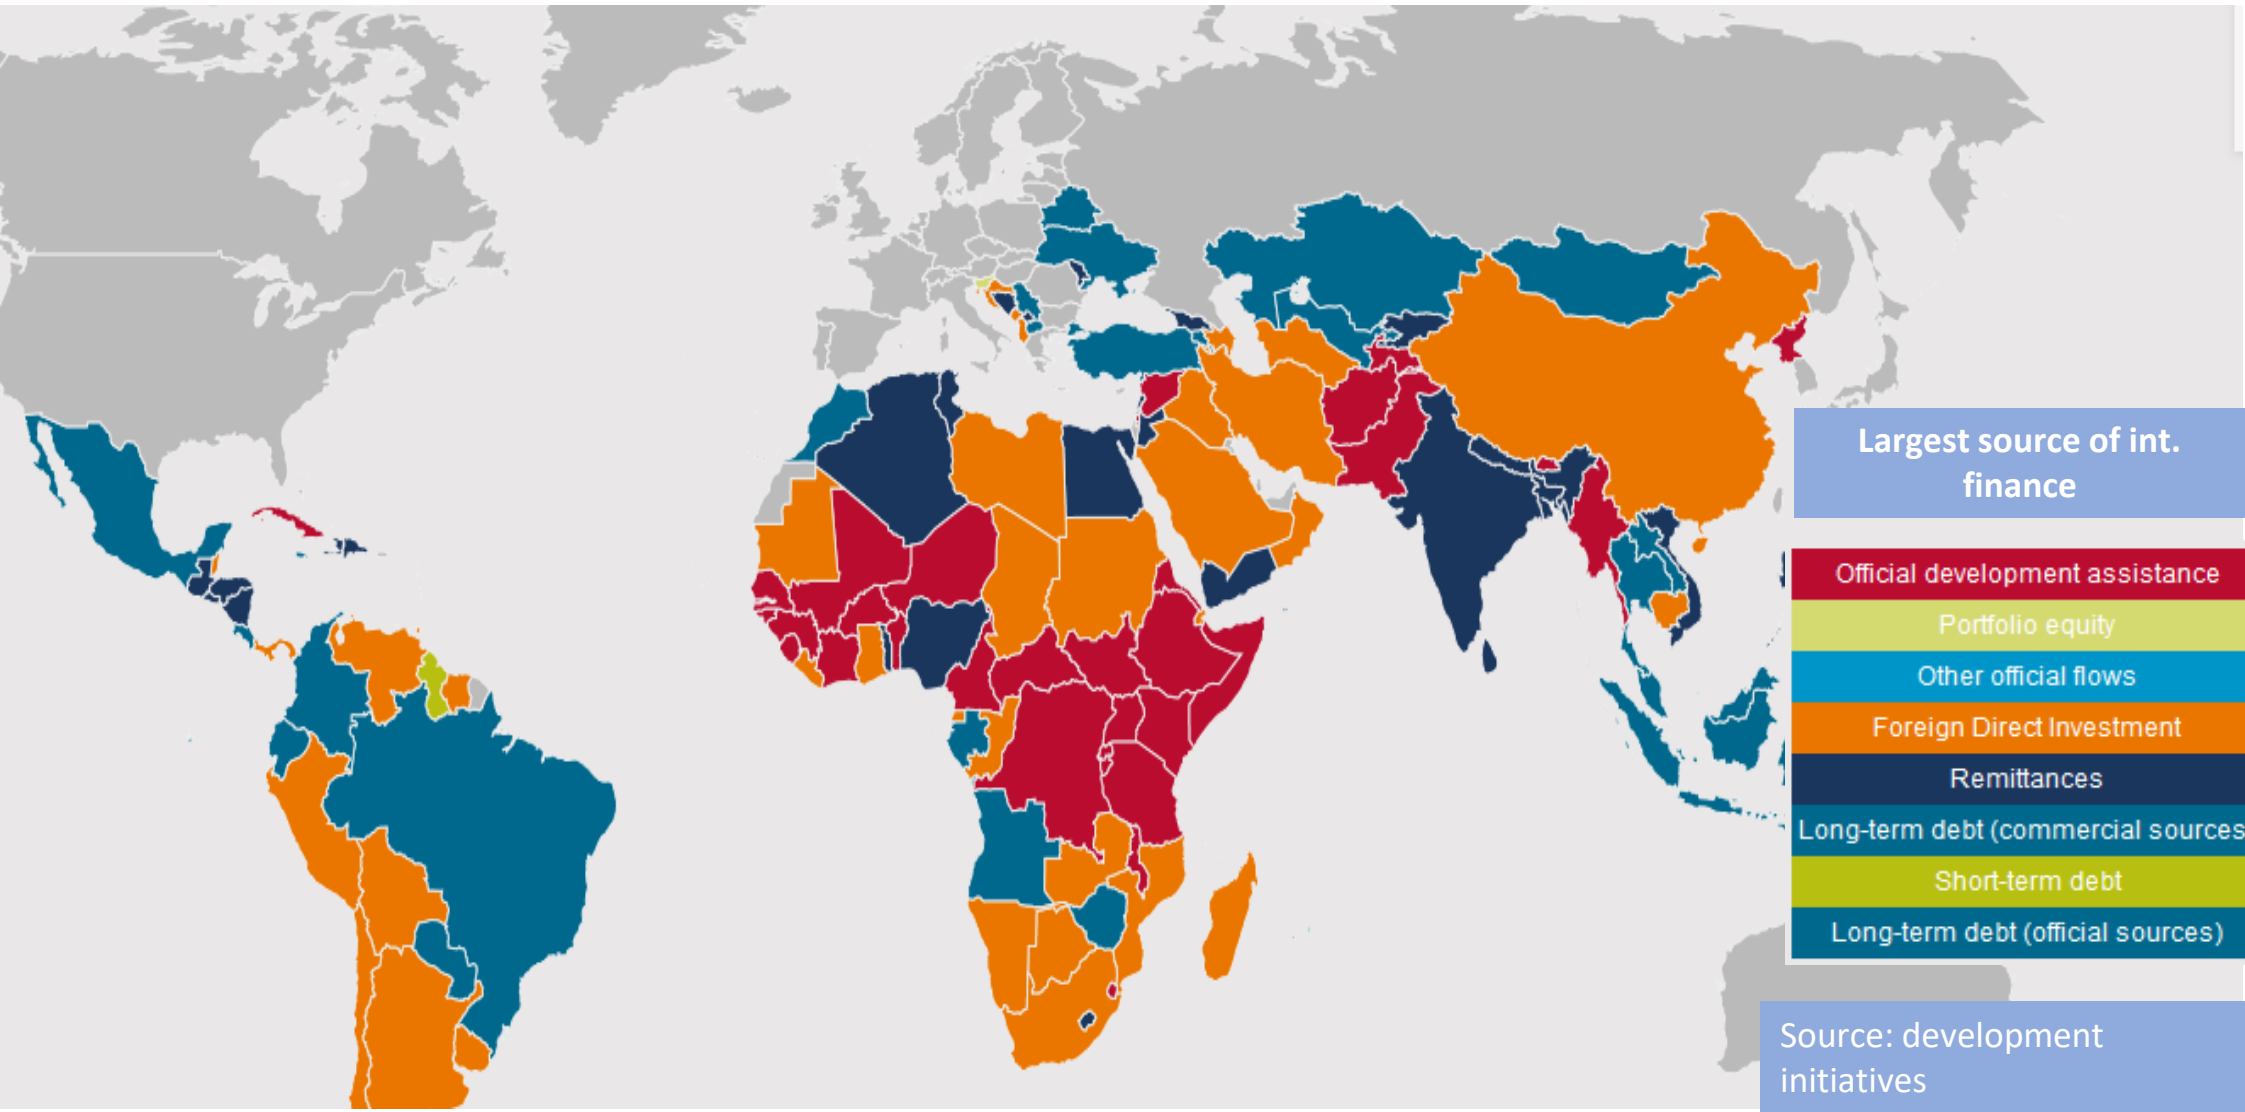 Largest source of int.
finance
Official development assistance
Portfolio equity
Other official flows
Foreign Direct Investment
Remittances
Long-term debt (commercial sources
Short-term debt
Long-term debt (official sources)
Source: development
initiatives